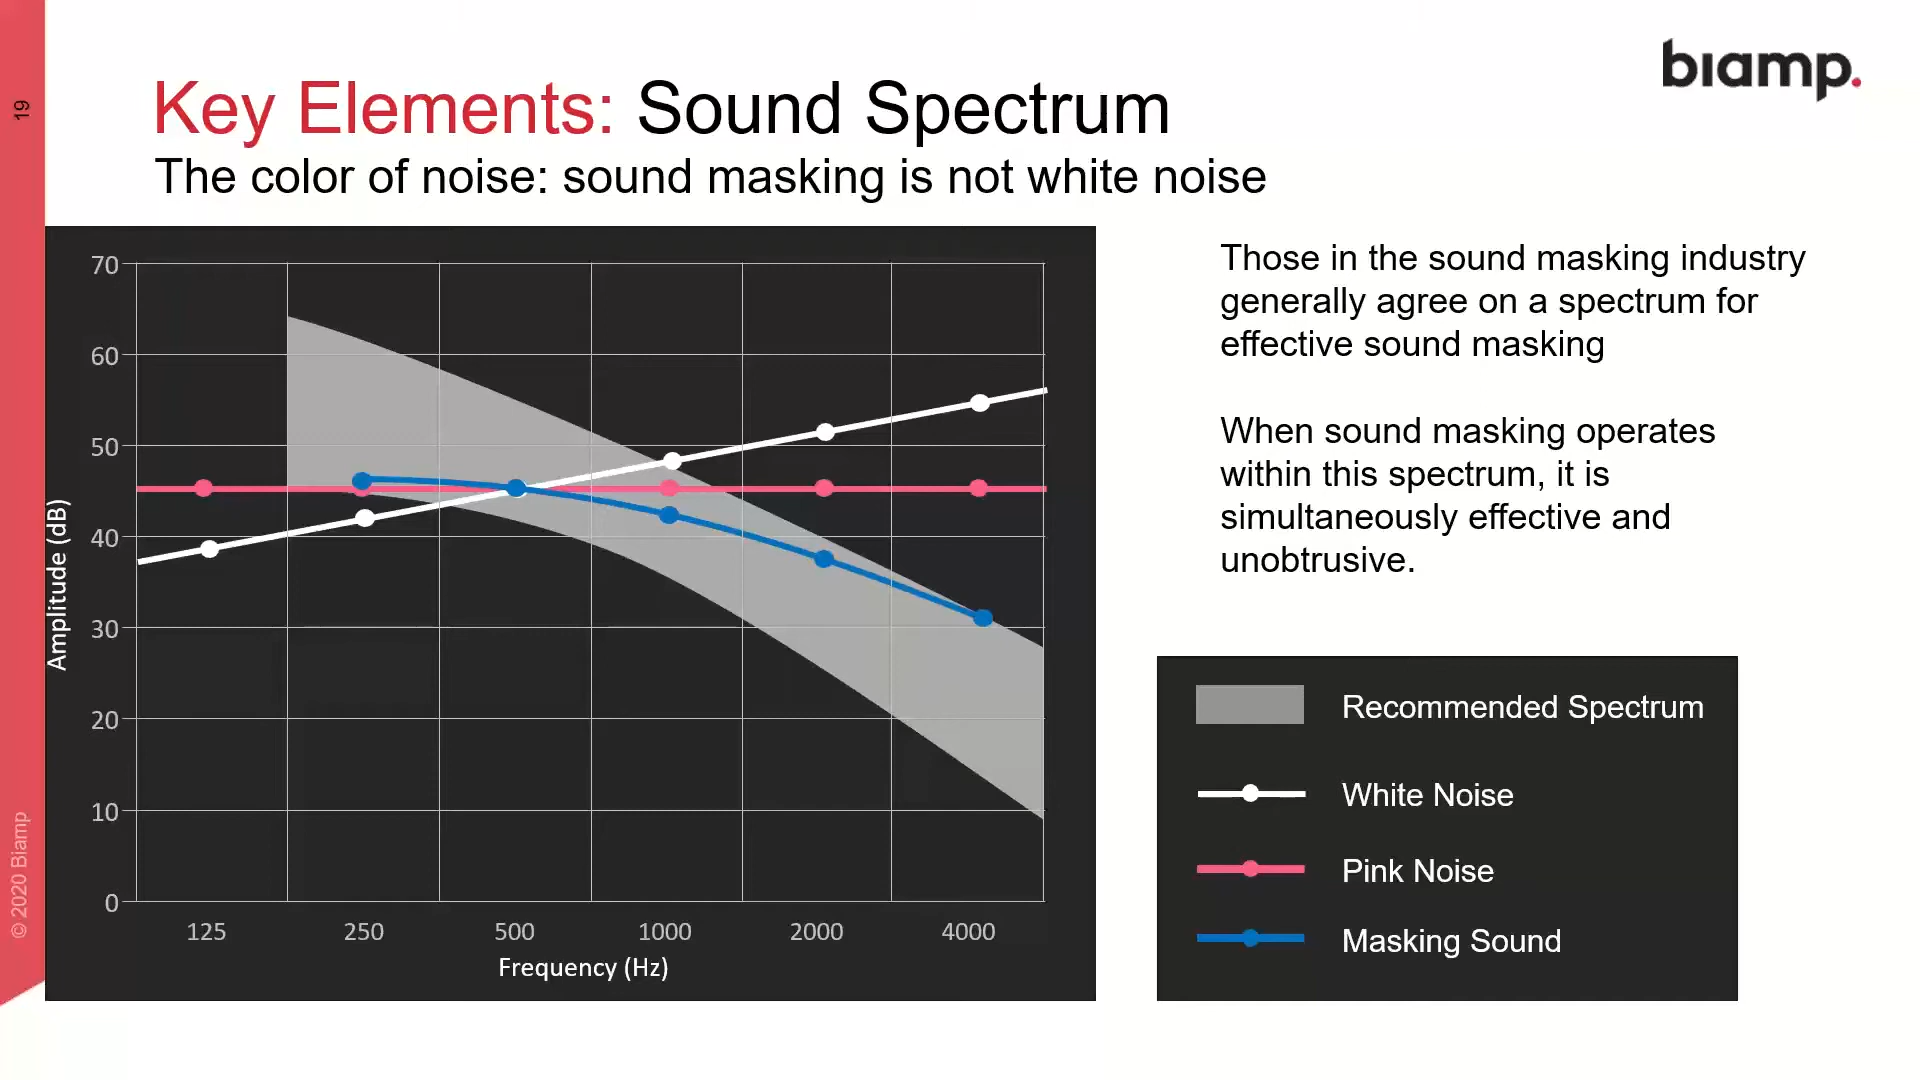 19
biamp.
Key Elements: Sound Spectrum
The color of noise: sound masking is not white noise
70
60
50
40
30
20
10
0
Amplitude (dB)
125 250 500 1000 2000 4000
Frequency (Hz)
Those in the sound masking industry
generally agree on a spectrum for
effective sound masking
When sound masking operates
within this spectrum, it is
simultaneously effective and
unobtrusive.
Recommended Spectrum
White Noise
Pink Noise
Masking Sound
© 2020 Biamp